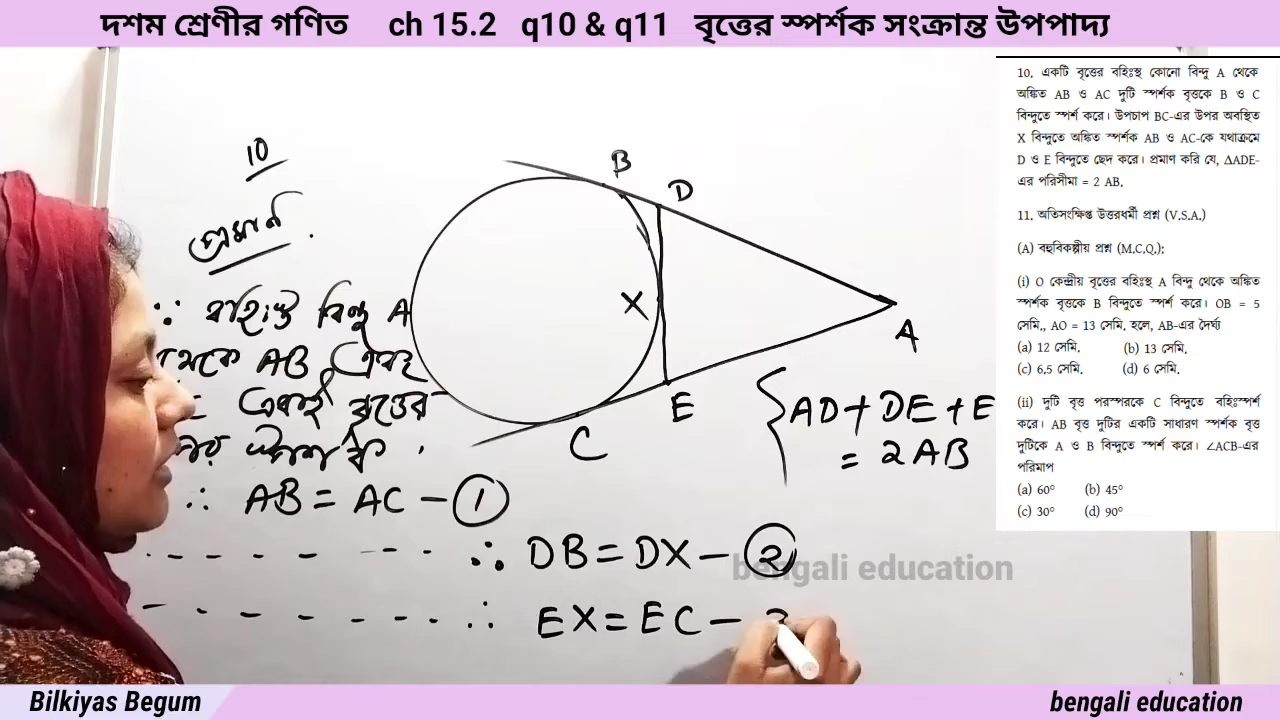 দশম শ্রেণীর গণিত ch 15.2 q10 & q11 বৃত্তের স্পর্শক সংক্রান্ত উপপাদ্য
10. একটি বৃত্তের বহিঃস্থ কোনো বিন্দু A থেকে
অঙ্কিত AB ও AC দুটি স্পর্শক বৃত্তকে B ও C
বিন্দুতে স্পর্শ করে। উপচাপ BC-এর উপর অবস্থিত
X বিন্দুতে অঙ্কিত স্পর্শক AB ও AC-কে যথাক্রমে
D ও E বিন্দুতে ছেদ করে। প্রমাণ করি যে, ΔADE-
এর পরিসীমা = 2 AB.
11. অতিসংক্ষিপ্ত উত্তরধর্মী প্রশ্ন (V.S.A.)
(A) বহুবিকল্পীয় প্রশ্ন (M.C.Q.);
(i) O কেন্দ্রীয় বৃত্তের বহিঃস্থ A বিন্দু থেকে অঙ্কিত
স্পর্শক বৃত্তকে B বিন্দুতে স্পর্শ করে। OB = 5
সেমি., AO = 13 সেমি. হলে, AB-এর দৈর্ঘ্য
(a) 12 সেমি. (b) 13 সেমি.
(c) 6.5 সেমি. (d) 6 সেমি.
(ii) দুটি বৃত্ত পরস্পরকে C বিন্দুতে বহিঃস্পর্শ
করে। AB বৃত্ত দুটির একটি সাধারণ স্পর্শক বৃত্ত
দুটিকে A ও B বিন্দুতে স্পর্শ করে। ∠ACB-এর
পরিমাপ
(a) 60° (b) 45°
(c) 30° (d) 90°
10
প্রমাণ.
B
D
X
A
E
C
∵ বহিঃস্থ বিন্দু A
থেকে AB এবং
একই বৃত্তের
স্পর্শক.
∴ AB = AC - ①
∴ DB = DX - ②
∴ EX = EC -
AD + DE + E
= 2AB
bengali education
Bilkiyas Begum
bengali education